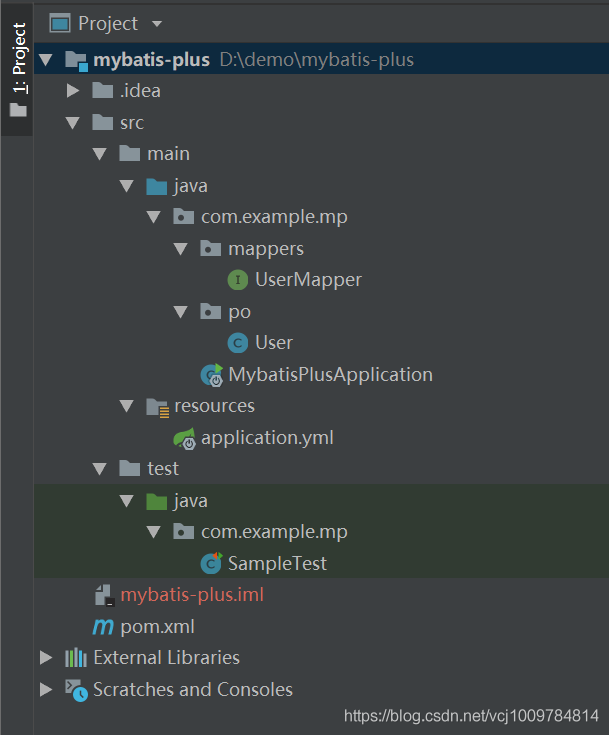 Project
1: Project
mybatis-plus D:\demo\mybatis-plus
.idea
src
main
java
com.example.mp
mappers
I UserMapper
po
C User
C MybatisPlusApplication
resources
application.yml
test
java
com.example.mp
C SampleTest
mybatis-plus.iml
m pom.xml
External Libraries
Scratches and Consoles
https://blog.csdn.net/vcj1009784814